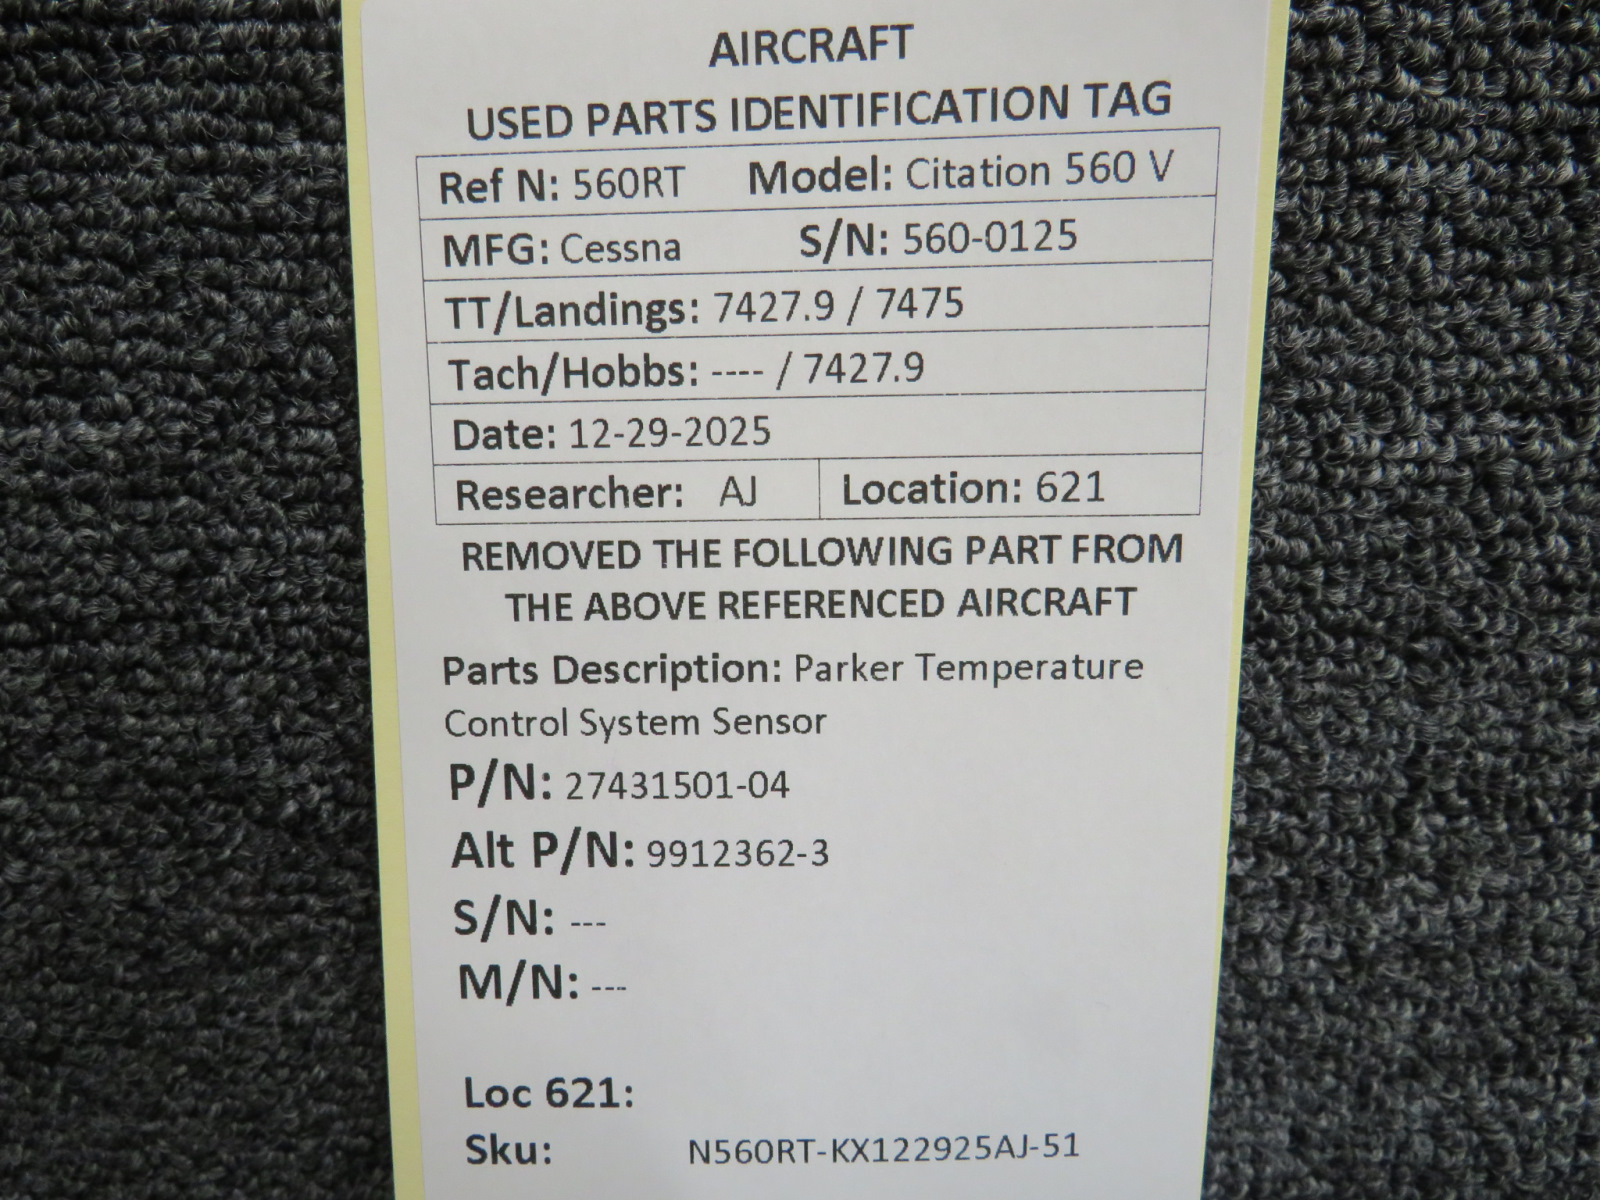 AIRCRAFT
USED PARTS IDENTIFICATION TAG
Ref N: 560RT Model: Citation 560 V
MFG: Cessna S/N: 560-0125
TT/Landings: 7427.9 / 7475
Tach/Hobbs: ---- / 7427.9
Date: 12-29-2025
Researcher: AJ Location: 621
REMOVED THE FOLLOWING PART FROM
THE ABOVE REFERENCED AIRCRAFT
Parts Description: Parker Temperature
Control System Sensor
P/N: 27431501-04
Alt P/N: 9912362-3
S/N: ---
M/N: ---
Loc 621:
Sku: N560RT-KX122925AJ-51